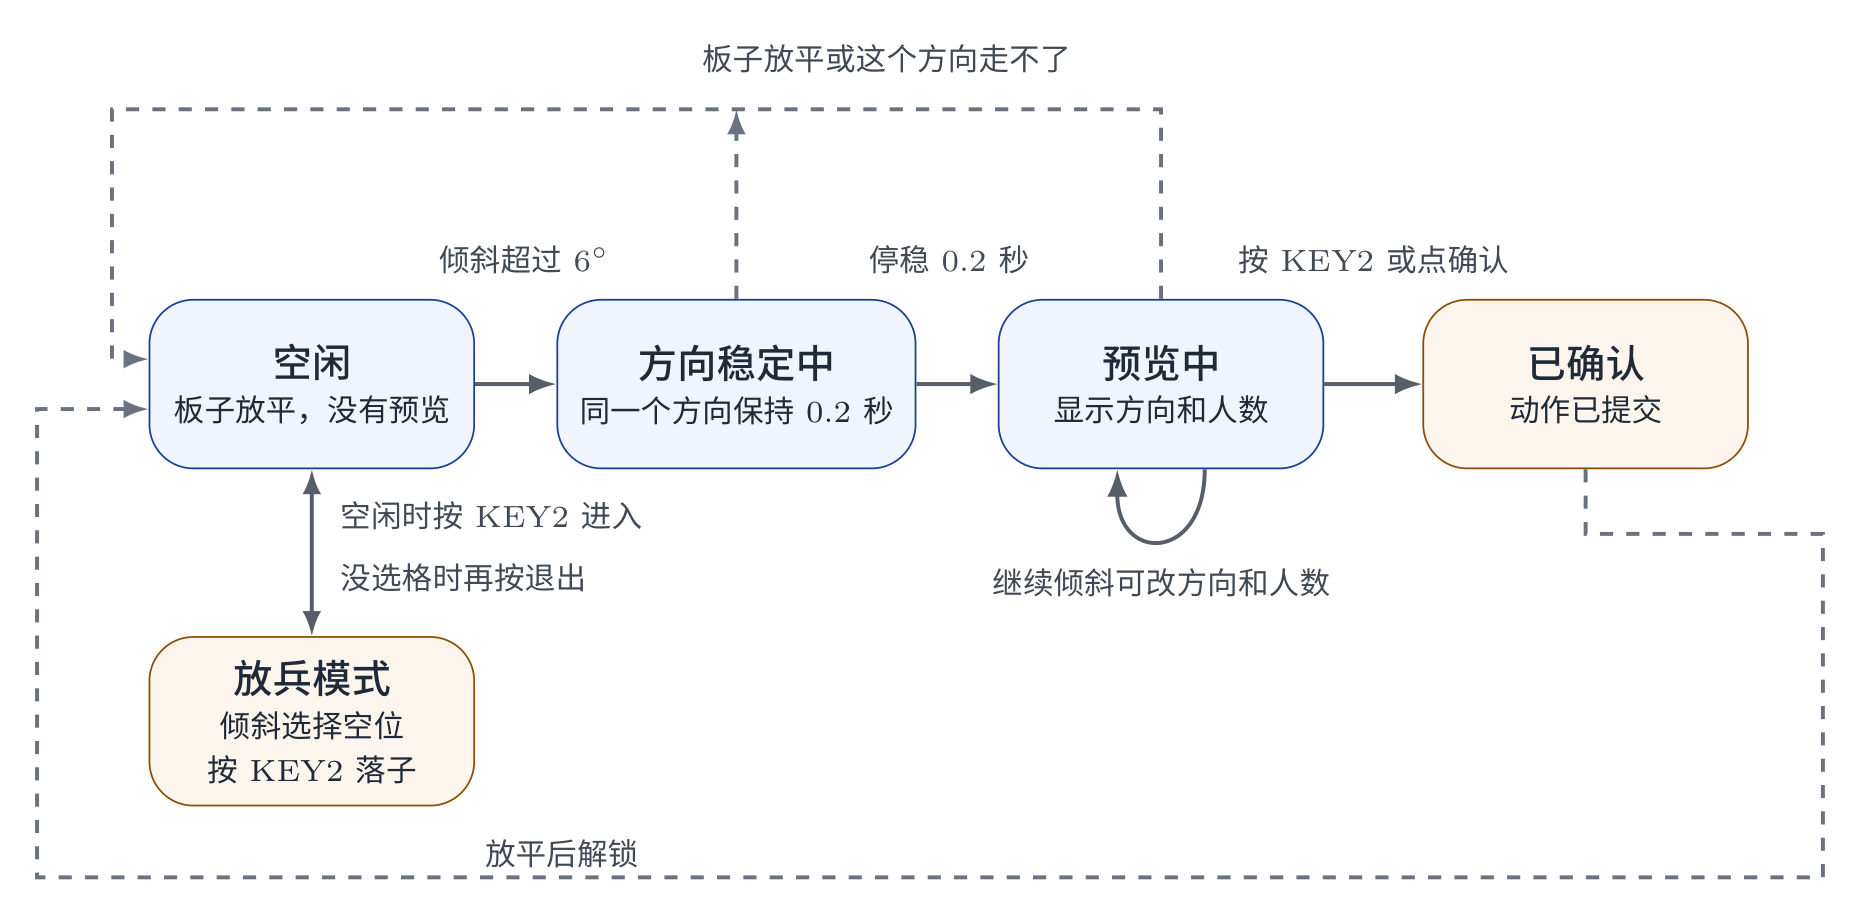 板子放平或这个方向走不了
倾斜超过 6°
停稳 0.2 秒
按 KEY2 或点确认
空闲
板子放平，没有预览
方向稳定中
同一个方向保持 0.2 秒
预览中
显示方向和人数
已确认
动作已提交
空闲时按 KEY2 进入
没选格时再按退出
继续倾斜可改方向和人数
放兵模式
倾斜选择空位
按 KEY2 落子
放平后解锁